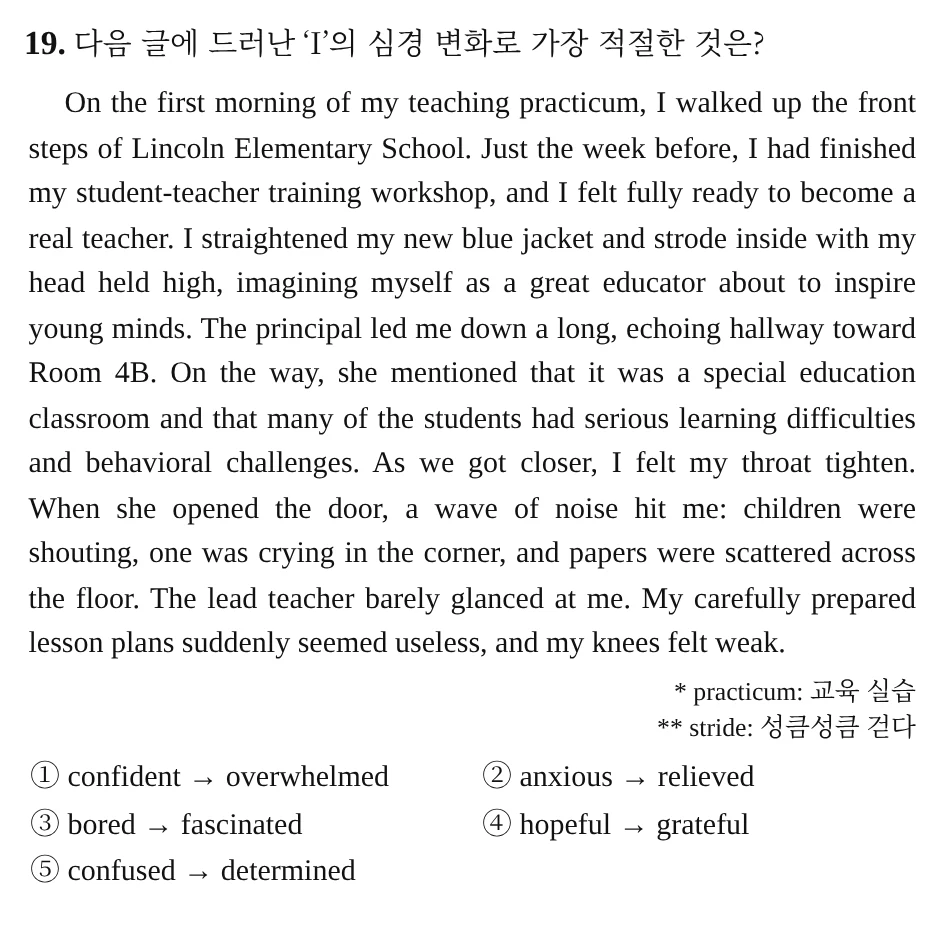 19. 다음 글에 드러난 ‘I’의 심경 변화로 가장 적절한 것은?
On the first morning of my teaching practicum, I walked up the front
steps of Lincoln Elementary School. Just the week before, I had finished
my student-teacher training workshop, and I felt fully ready to become a
real teacher. I straightened my new blue jacket and strode inside with my
head held high, imagining myself as a great educator about to inspire
young minds. The principal led me down a long, echoing hallway toward
Room 4B. On the way, she mentioned that it was a special education
classroom and that many of the students had serious learning difficulties
and behavioral challenges. As we got closer, I felt my throat tighten.
When she opened the door, a wave of noise hit me: children were
shouting, one was crying in the corner, and papers were scattered across
the floor. The lead teacher barely glanced at me. My carefully prepared
lesson plans suddenly seemed useless, and my knees felt weak.
* practicum: 교육 실습
** stride: 성큼성큼 걷다
① confident → overwhelmed ② anxious → relieved
③ bored → fascinated ④ hopeful → grateful
⑤ confused → determined